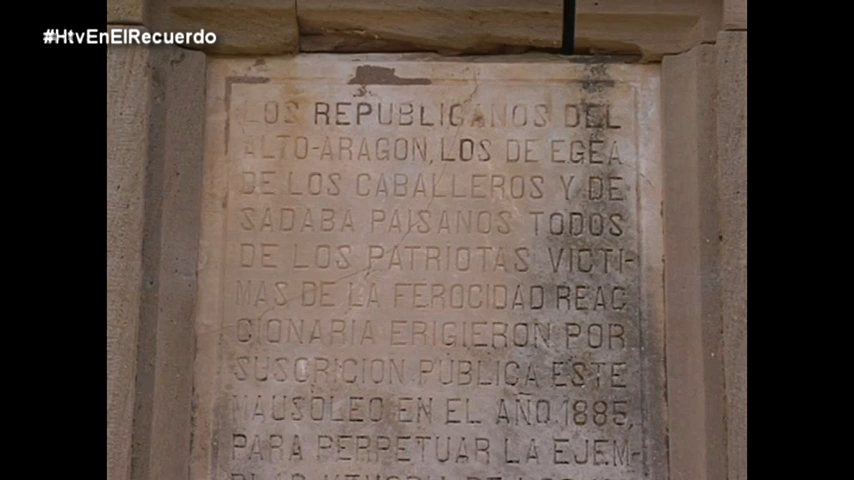 #HtvEnElRecuerdo
LOS REPUBLICANOS DEL
ALTO-ARAGON, LOS DE EGEA
DE LOS CABALLEROS Y DE
SADABA PAISANOS TODOS
DE LOS PATRIOTAS VICTI-
MAS DE LA FEROCIDAD REAC
CIONARIA ERIGIERON POR
SUSCRICION PÚBLICA ESTE
MAUSOLEO EN EL AÑO 1885,
PARA PERPETUAR LA EJEM-